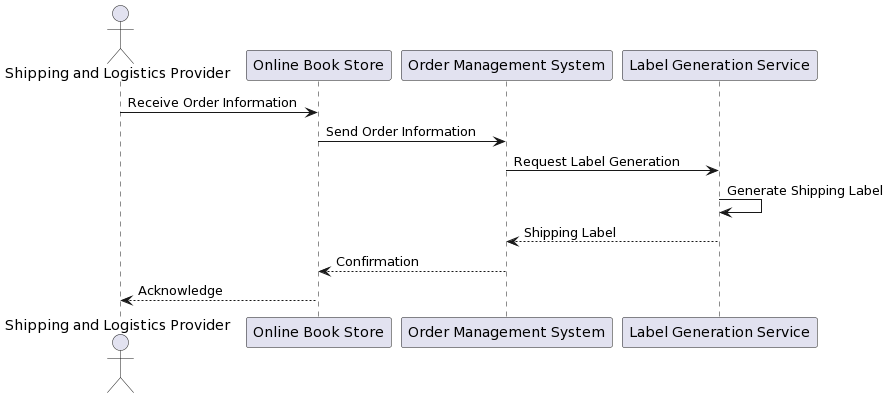 Shipping and Logistics Provider
Online Book Store
Order Management System
Label Generation Service
Receive Order Information
Send Order Information
Request Label Generation
Generate Shipping Label
Shipping Label
Confirmation
Acknowledge
Shipping and Logistics Provider
Online Book Store
Order Management System
Label Generation Service